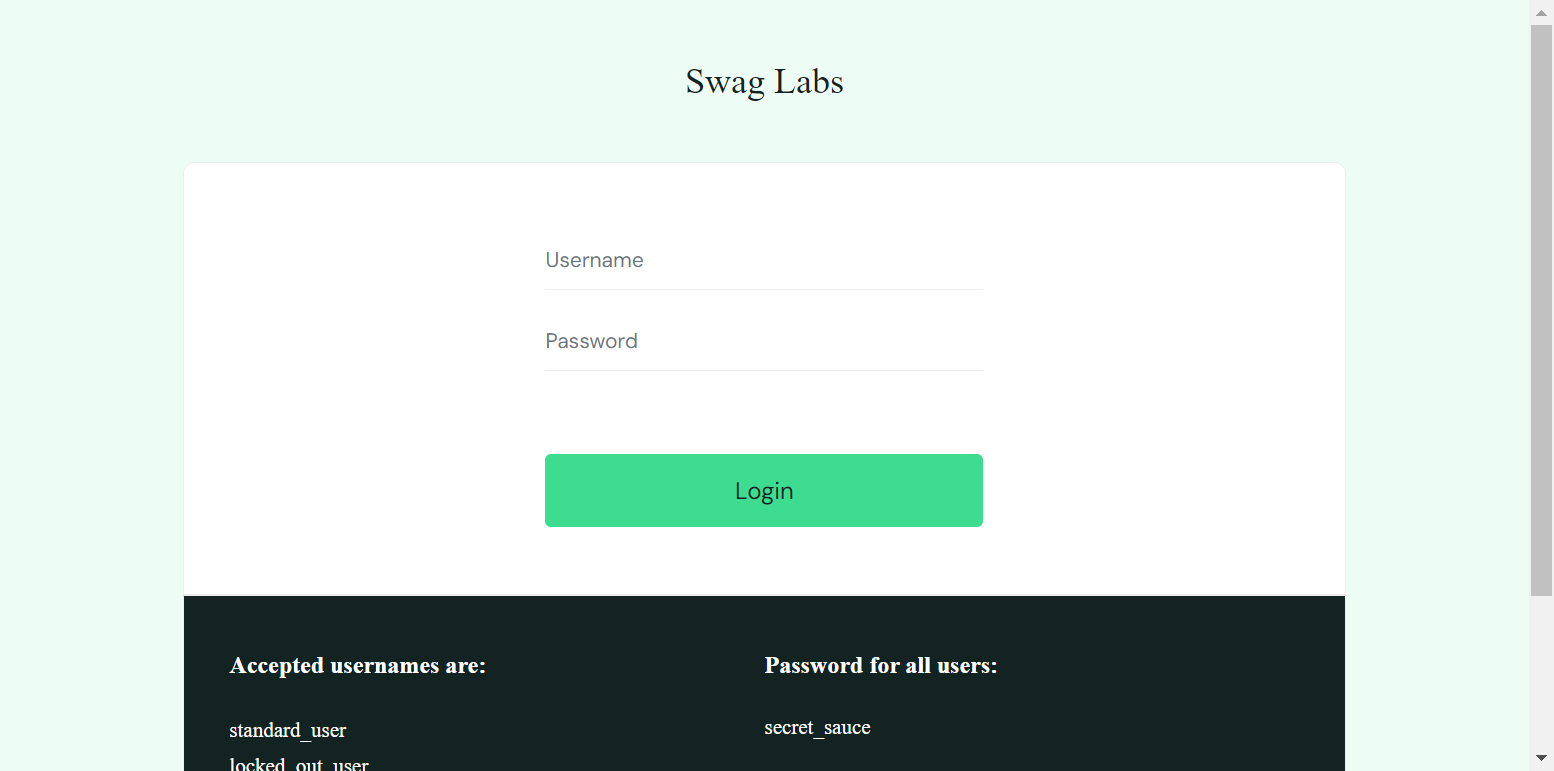 Swag Labs
Username
Password
Login
Accepted usernames are:
standard_user
locked_out_user
Password for all users:
secret_sauce